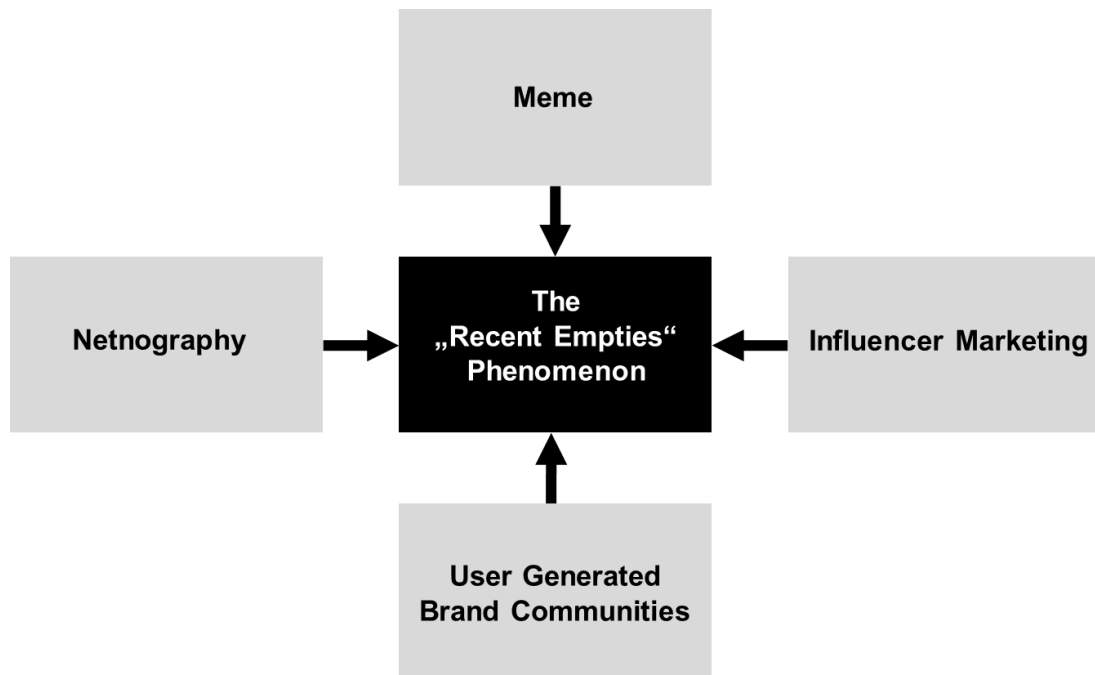 Meme
Netnography
The
„Recent Empties“
Phenomenon
Influencer Marketing
User Generated
Brand Communities